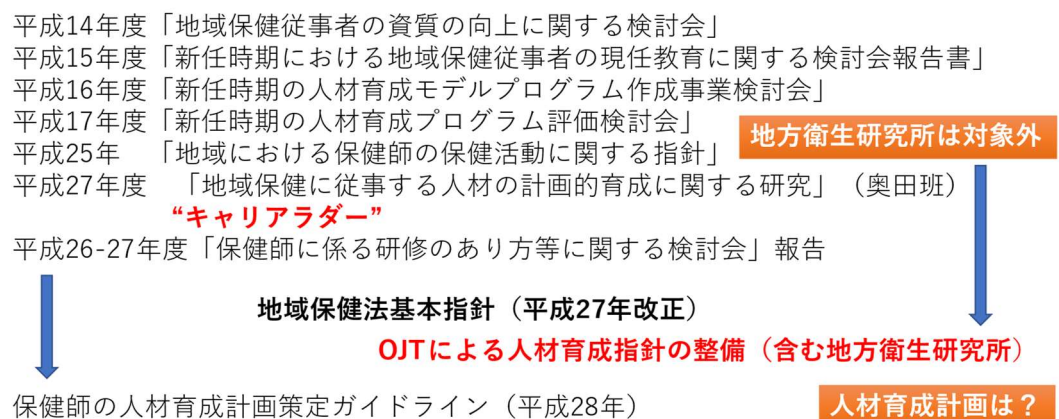 平成14年度「地域保健従事者の資質の向上に関する検討会」
平成15年度「新任時期における地域保健従事者の現任教育に関する検討会報告書」
平成16年度「新任時期の人材育成モデルプログラム作成事業検討会」
平成17年度「新任時期の人材育成プログラム評価検討会」
地方衛生研究所は対象外
平成25年　「地域における保健師の保健活動に関する指針」
平成27年度　「地域保健に従事する人材の計画的育成に関する研究」（奥田班）
“キャリアラダー”
平成26-27年度「保健師に係る研修のあり方等に関する検討会」報告
地域保健法基本指針（平成27年改正）
OJTによる人材育成指針の整備（含む地方衛生研究所）
保健師の人材育成計画策定ガイドライン（平成28年）
人材育成計画は？